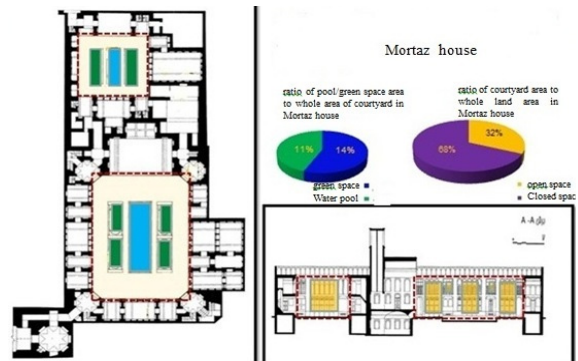 Mortaz house
ratio of pool/green space area
to whole area of courtyard in
Mortaz house
ratio of courtyard area to
whole land area in
Mortaz house
11%
14%
32%
68%
green space
Water pool
open space
Closed spac
A-A